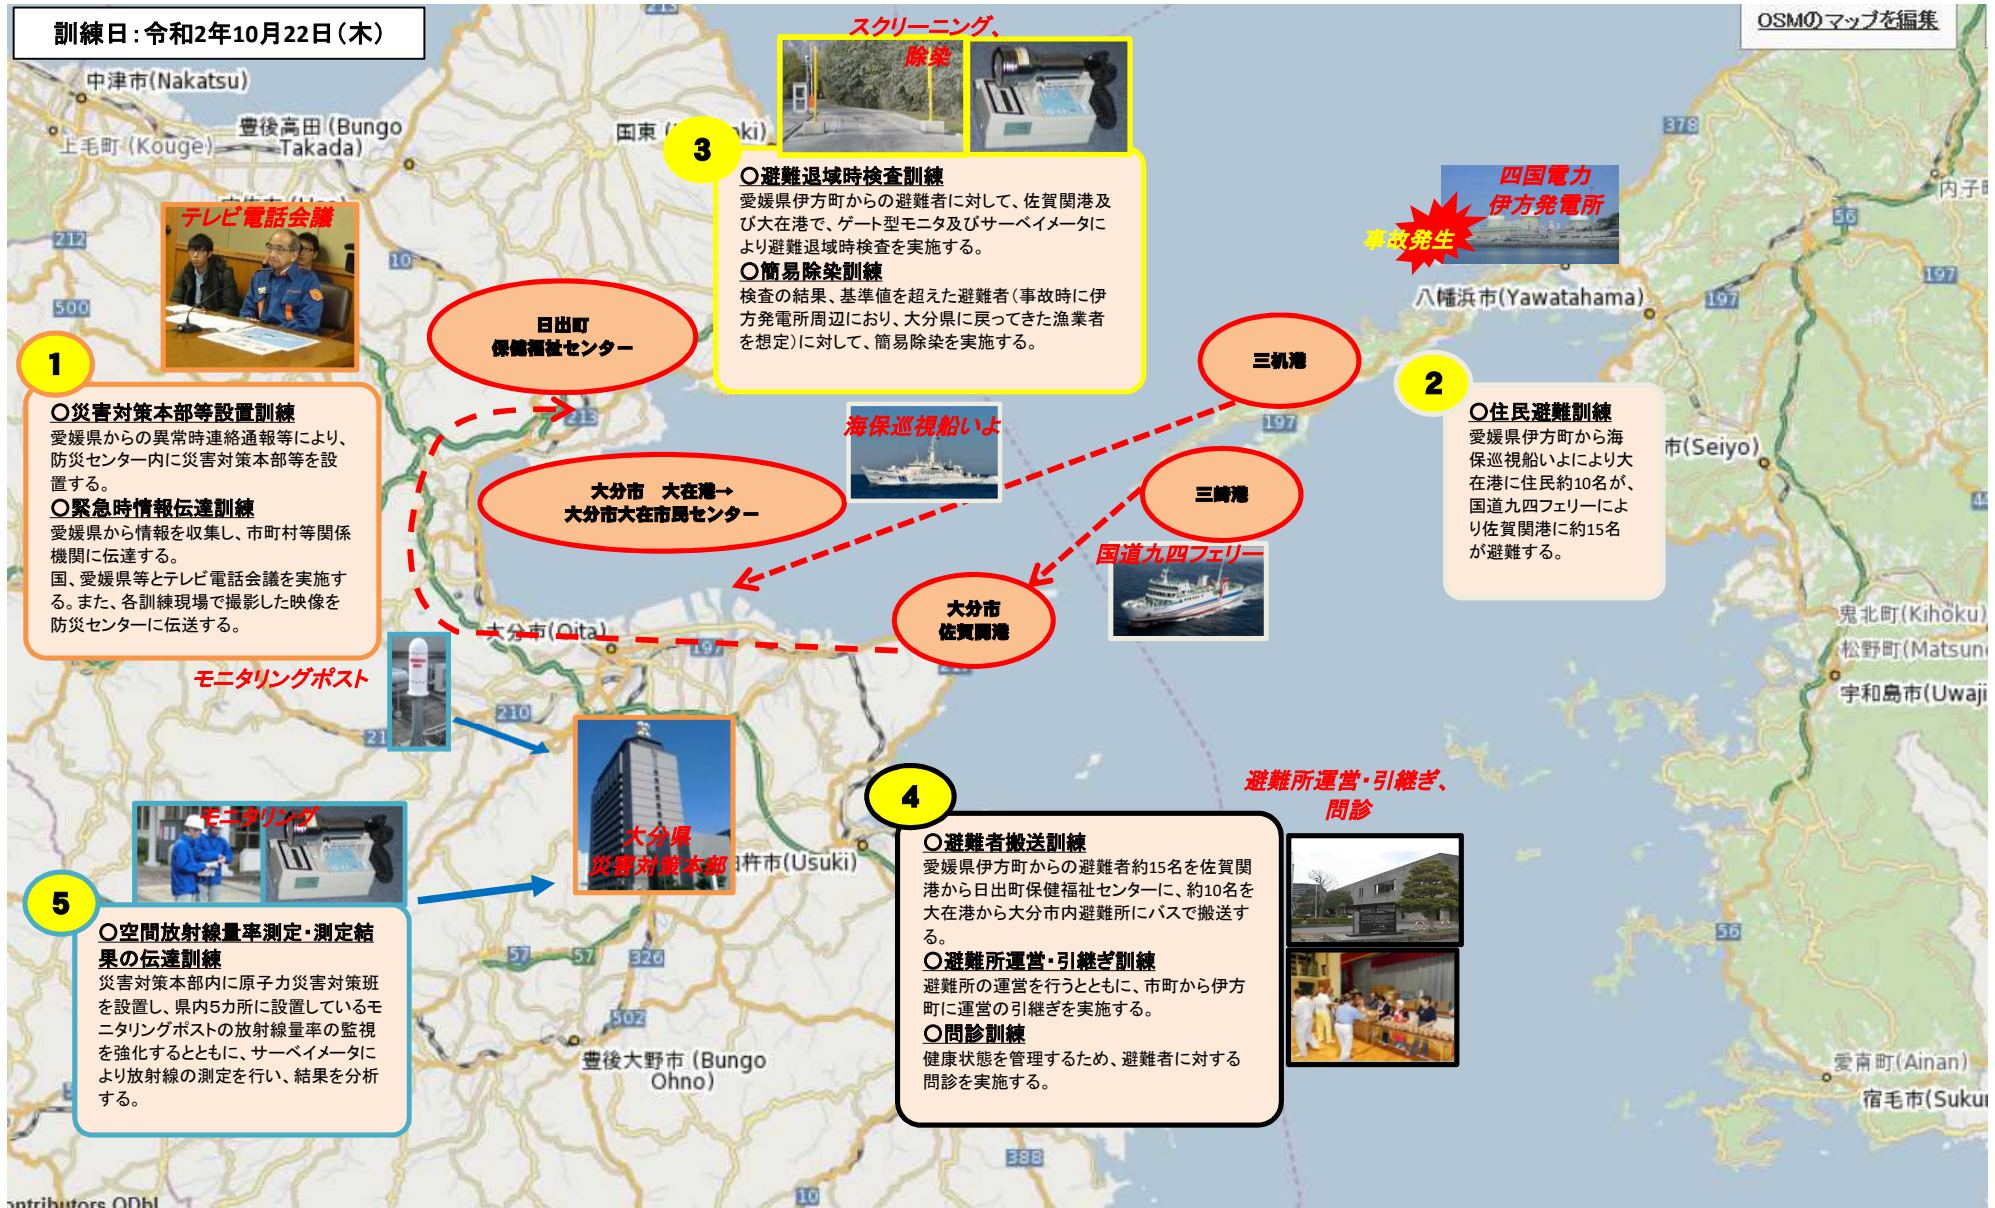 訓練日:令和2年10月22日(木)
OSMのマップを編集
スクリーニング、
除染
中津市(Nakatsu)
上毛町 (Kouge)
豊後高田 (Bungo
Takada)
国東
213
378
212
10
500
56
197
197
内子
テレビ電話会議
四国電力
伊方発電所
事故発生
八幡浜市(Yawatahama)
3
○避難退域時検査訓練
愛媛県伊方町からの避難者に対して、佐賀関港及
び大在港で、ゲート型モニタ及びサーベイメータに
より避難退域時検査を実施する。
○簡易除染訓練
検査の結果、基準値を超えた避難者(事故時に伊
方発電所周辺におり、大分県に戻ってきた漁業者
を想定)に対して、簡易除染を実施する。
日出町
保健福祉センター
三机港
1
○災害対策本部等設置訓練
愛媛県からの異常時連絡通報等により、
防災センター内に災害対策本部等を設
置する。
○緊急時情報伝達訓練
愛媛県から情報を収集し、市町村等関係
機関に伝達する。
国、愛媛県等とテレビ電話会議を実施す
る。また、各訓練現場で撮影した映像を
防災センターに伝送する。
213
197
海保巡視船いよ
大分市 大在港→
大分市大在市民センター
三崎港
2
○住民避難訓練
愛媛県伊方町から海
保巡視船いよにより大
在港に住民約10名が、
国道九四フェリーによ
り佐賀関港に約15名
が避難する。
市(Seiyo)
国道九四フェリー
大分市
佐賀関港
大分市(Oita)
197
鬼北町(Kihoku)
松野町(Matsun
宇和島市(Uwaji
モニタリングポスト
210
大分県
災害対策本部
杵市(Usuki)
モニタリング
5
○空間放射線量率測定・測定結
果の伝達訓練
災害対策本部内に原子力災害対策班
を設置し、県内5カ所に設置しているモ
ニタリングポストの放射線量率の監視
を強化するとともに、サーベイメータに
より放射線の測定を行い、結果を分析
する。
57
57
326
502
豊後大野市 (Bungo
Ohno)
4
○避難者搬送訓練
愛媛県伊方町からの避難者約15名を佐賀関
港から日出町保健福祉センターに、約10名を
大在港から大分市内避難所にバスで搬送す
る。
○避難所運営・引継ぎ訓練
避難所の運営を行うとともに、市町から伊方
町に運営の引継ぎを実施する。
○問診訓練
健康状態を管理するため、避難者に対する
問診を実施する。
避難所運営・引継ぎ、
問診
56
愛南町(Ainan)
宿毛市(Suku
388
10
ontributors ODbL